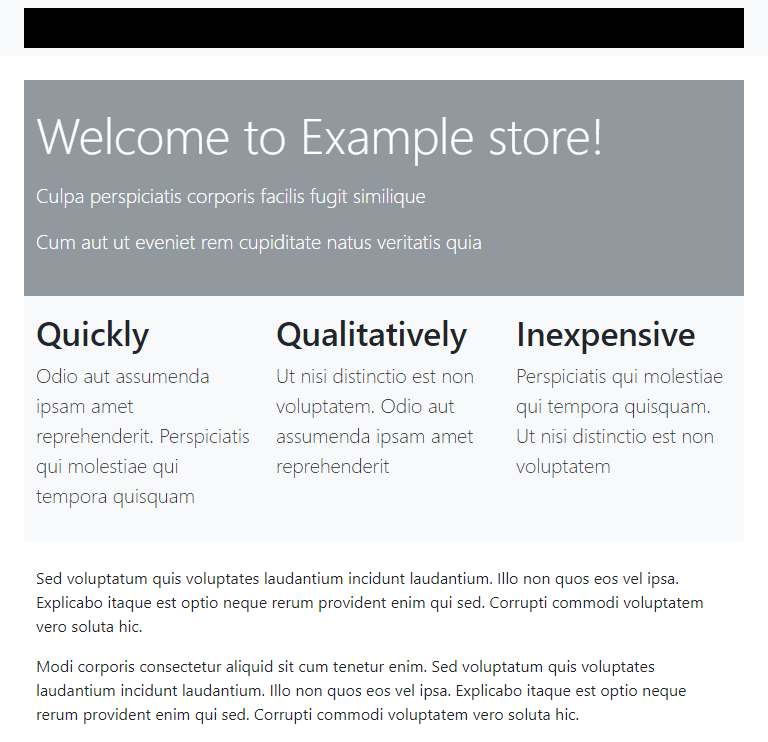 Welcome to Example store!
Culpa perspiciatis corporis facilis fugit similique
Cum aut ut eveniet rem cupiditate natus veritatis quia
Quickly
Odio aut assumenda
ipsam amet
reprehenderit. Perspiciatis
qui molestiae qui
tempora quisquam
Qualitatively
Ut nisi distinctio est non
voluptatem. Odio aut
assumenda ipsam amet
reprehenderit
Inexpensive
Perspiciatis qui molestiae
qui tempora quisquam.
Ut nisi distinctio est non
voluptatem
Sed voluptatum quis voluptates laudantium incidunt laudantium. Illo non quos eos vel ipsa.
Explicabo itaque est optio neque rerum provident enim qui sed. Corrupti commodi voluptatem
vero soluta hic.
Modi corporis consectetur aliquid sit cum tenetur enim. Sed voluptatum quis voluptates
laudantium incidunt laudantium. Illo non quos eos vel ipsa. Explicabo itaque est optio neque
rerum provident enim qui sed. Corrupti commodi voluptatem vero soluta hic.